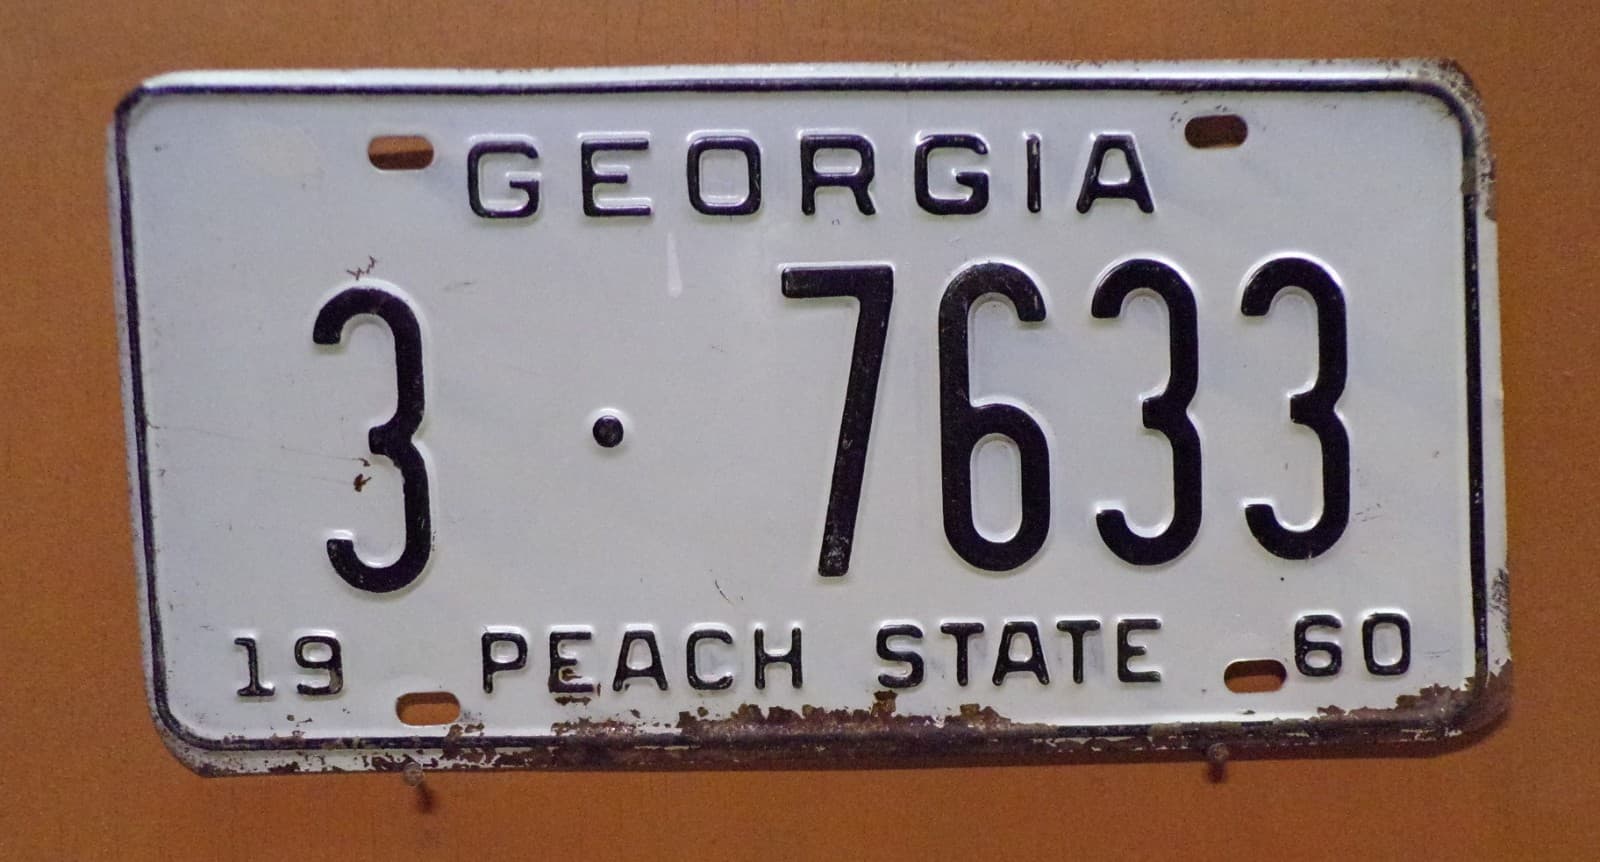 GEORGIA
3 · 7633
19 PEACH STATE 60